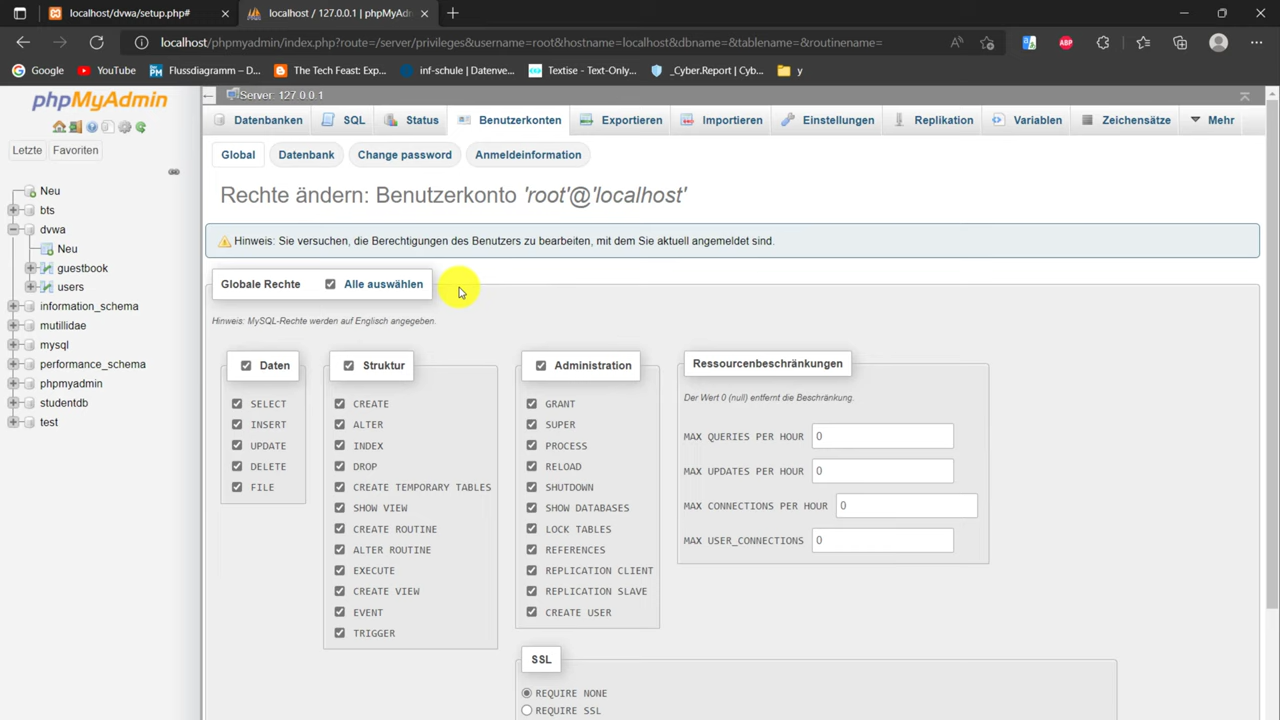 localhost/dvwa/setup.php#
localhost / 127.0.0.1 | phpMyAdm
localhost/phpmyadmin/index.php?route=/server/privileges&username=root&hostname=localhost&dbname=&tablename=&routinename=
Google YouTube Flussdiagramm – D... The Tech Feast: Exp... inf-schule | Datenve... Textise - Text-Only... _Cyber.Report | Cyb... y
phpMyAdmin
Letzte Favoriten
Neu
bts
dvwa
Neu
guestbook
users
information_schema
mutillidae
mysql
performance_schema
phpmyadmin
studentdb
test
Server: 127.0.0.1
Datenbanken SQL Status Benutzerkonten Exportieren Importieren Einstellungen Replikation Variablen Zeichensätze Mehr
Global Datenbank Change password Anmeldeinformation
Rechte ändern: Benutzerkonto 'root'@'localhost'
Hinweis: Sie versuchen, die Berechtigungen des Benutzers zu bearbeiten, mit dem Sie aktuell angemeldet sind.
Globale Rechte Alle auswählen
Hinweis: MySQL-Rechte werden auf Englisch angegeben.
Daten
SELECT
INSERT
UPDATE
DELETE
FILE
Struktur
CREATE
ALTER
INDEX
DROP
CREATE TEMPORARY TABLES
SHOW VIEW
CREATE ROUTINE
ALTER ROUTINE
EXECUTE
CREATE VIEW
EVENT
TRIGGER
Administration
GRANT
SUPER
PROCESS
RELOAD
SHUTDOWN
SHOW DATABASES
LOCK TABLES
REFERENCES
REPLICATION CLIENT
REPLICATION SLAVE
CREATE USER
Ressourcenbeschränkungen
Der Wert 0 (null) entfernt die Beschränkung.
MAX QUERIES PER HOUR 0
MAX UPDATES PER HOUR 0
MAX CONNECTIONS PER HOUR 0
MAX USER_CONNECTIONS 0
SSL
REQUIRE NONE
REQUIRE SSL